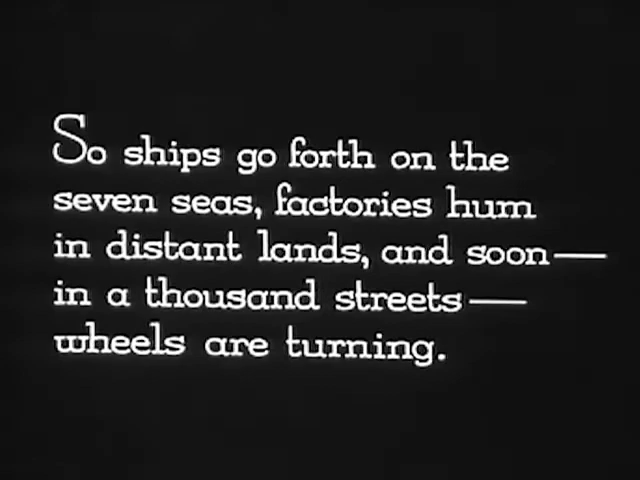 So ships go forth on the
seven seas, factories hum
in distant lands, and soon—
in a thousand streets—
wheels are turning.